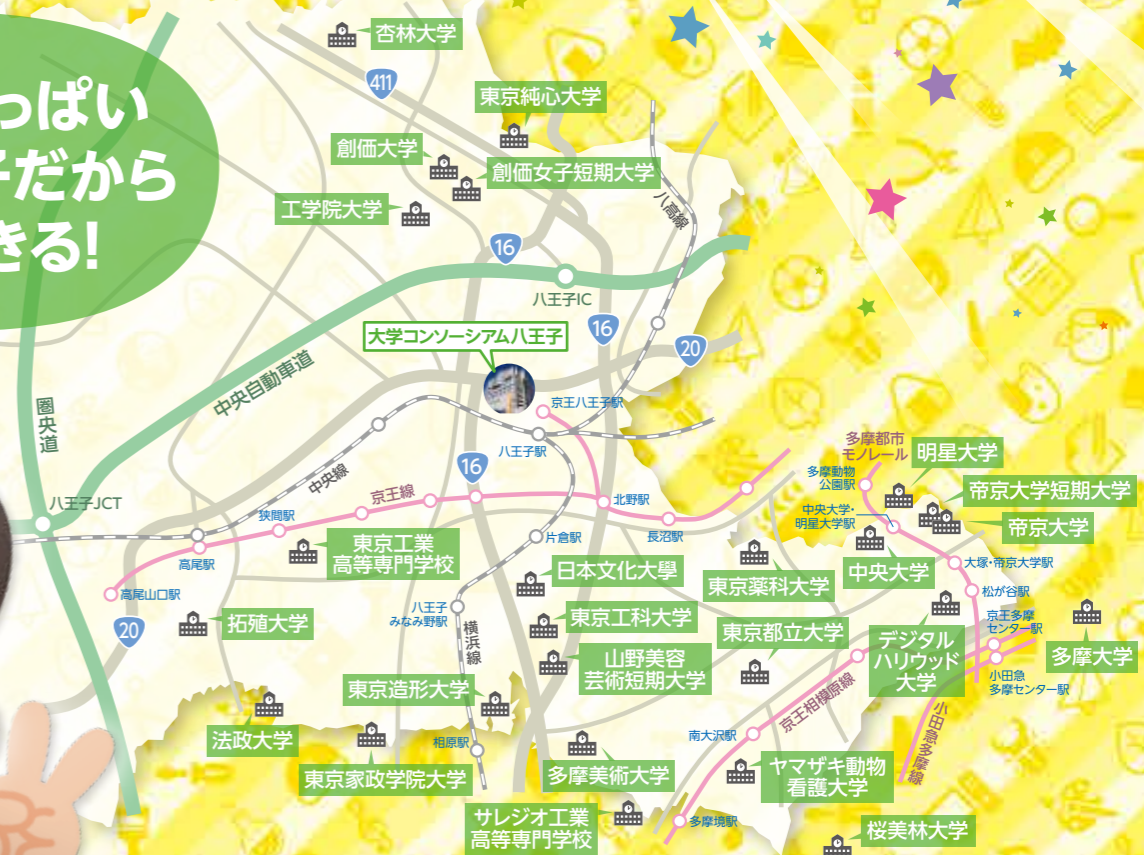 っぱい
子だから
きる!
杏林大学
411
東京純心大学
創価大学
創価女子短期大学
工学院大学
八高線
16
八王子IC
16
20
大学コンソーシアム八王子
中央自動車道
圏央道
京王八王子駅
八王子駅
16
中央線
京王線
八王子JCT
狭間駅
高尾駅
高尾山口駅
20
北野駅
長沼駅
片倉駅
多摩都市
モノレール
明星大学
多摩動物
公園駅
帝京大学短期大学
中央大学・
明星大学駅
帝京大学
東京工業
高等専門学校
日本文化大學
東京薬科大学
中央大学
大塚・帝京大学駅
松が谷駅
八王子
みなみ野駅
横浜線
拓殖大学
東京工科大学
東京都立大学
デジタル
ハリウッド
大学
京王多摩
センター駅
多摩大学
小田急
多摩センター駅
山野美容
芸術短期大学
東京造形大学
京王相模原線
小田急多摩線
法政大学
相原駅
南大沢駅
東京家政学院大学
多摩美術大学
ヤマザキ動物
看護大学
サレジオ工業
高等専門学校
多摩境駅
桜美林大学